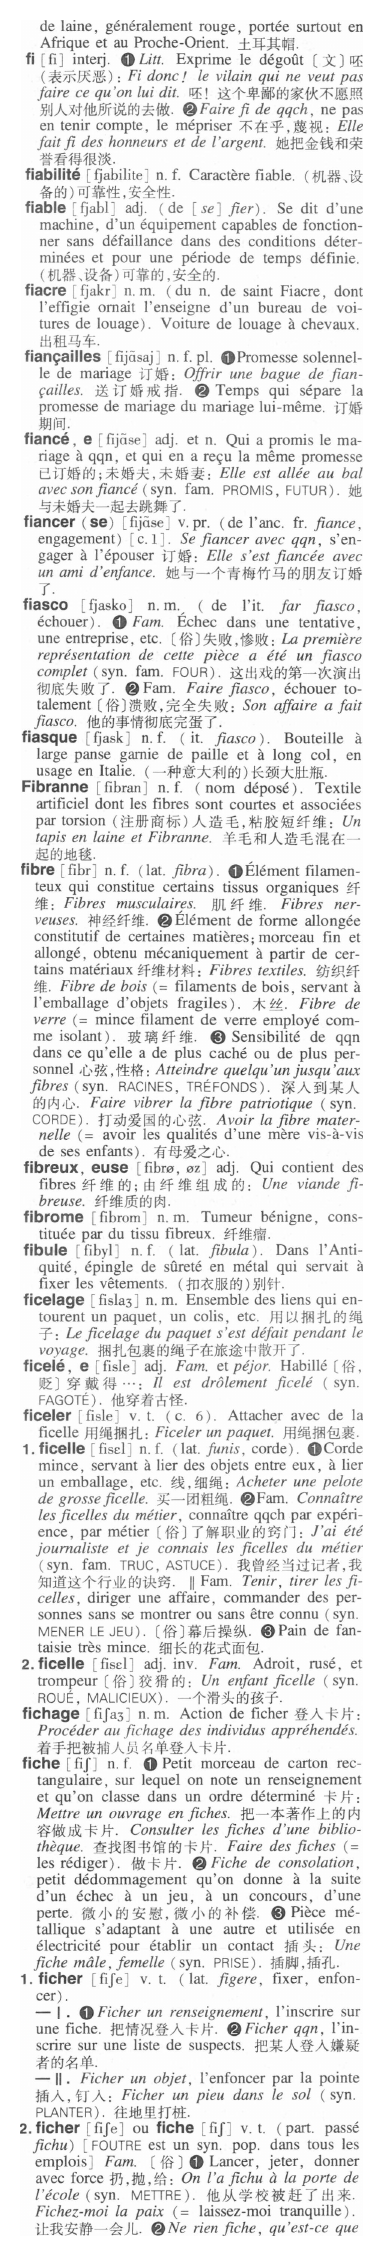 de laine, généralement rouge, portée surtout en
Afrique et au Proche-Orient. 土耳其帽.
fi [fi] interj. ❶ Litt. Exprime le dégoût [文] 呸
(表示厌恶): Fi donc! le vilain qui ne veut pas
faire ce qu'on lui dit. 呸! 这个卑鄙的家伙不愿照
别人对他所说的去做. ❷ Faire fi de qqch, ne pas
en tenir compte, le mépriser 不在乎,蔑视: Elle
fait fi des honneurs et de l'argent. 她把金钱和荣
誉看得很淡.
fiabilité [fjabilite] n. f. Caractère fiable. (机器、设
备的)可靠性,安全性.
fiable [fjabl] adj. (de [se] fier). Se dit d'une
machine, d'un équipement capables de fonction-
ner sans défaillance dans des conditions déter-
minées et pour une période de temps définie.
(机器、设备)可靠的,安全的.
fiacre [fjakr] n. m. (du n. de saint Fiacre, dont
l'effigie ornait l'enseigne d'un bureau de voi-
tures de louage). Voiture de louage à chevaux.
出租马车.
fiançailles [fijɑ̃saj] n. f. pl. ❶ Promesse solennel-
le de mariage 订婚: Offrir une bague de fian-
çailles. 送订婚戒指. ❷ Temps qui sépare la
promesse de mariage du mariage lui-même. 订婚
期间.
fiancé, e [fijɑ̃se] adj. et n. Qui a promis le ma-
riage à qqn, et qui en a reçu la même promesse
已订婚的;未婚夫,未婚妻: Elle est allée au bal
avec son fiancé (syn. fam. PROMIS, FUTUR). 她
与未婚夫一起去跳舞了.
fiancer (se) [fijɑ̃se] v. pr. (de l'anc. fr. fiance,
engagement) [c. 1]. Se fiancer avec qqn, s'en-
gager à l'épouser 订婚: Elle s'est fiancée avec
un ami d'enfance. 她与一个青梅竹马的朋友订婚
了.
fiasco [fjasko] n. m. ( de l'it. far fiasco,
échouer). ❶ Fam. Échec dans une tentative,
une entreprise, etc. [俗]失败,惨败: La première
représentation de cette pièce a été un fiasco
complet (syn. fam. FOUR). 这出戏的第一次演出
彻底失败了. ❷ Fam. Faire fiasco, échouer to-
talement [俗]溃败,完全失败: Son affaire a fait
fiasco. 他的事情彻底完蛋了.
fiasque [fjask] n. f. ( it. fiasco). Bouteille à
large panse garnie de paille et à long col, en
usage en Italie. (一种意大利的)长颈大肚瓶.
Fibranne [fibran] n. f. ( nom déposé). Textile
artificiel dont les fibres sont courtes et associées
par torsion (注册商标)人造毛,粘胶短纤维: Un
tapis en laine et Fibranne. 羊毛和人造毛混在一
起的地毯.
fibre [fibr] n. f. (lat. fibra). ❶ Élément filamen-
teux qui constitue certains tissus organiques 纤
维: Fibres musculaires. 肌纤维. Fibres ner-
veuses. 神经纤维. ❷ Élément de forme allongée
constitutif de certaines matières; morceau fin et
allongé, obtenu mécaniquement à partir de cer-
tains matériaux 纤维材料: Fibres textiles. 纺织纤
维. Fibre de bois (= filaments de bois, servant à
l'emballage d'objets fragiles). 木丝. Fibre de
verre (= mince filament de verre employé com-
me isolant). 玻璃纤维. ❸ Sensibilité de qqn
dans ce qu'elle a de plus caché ou de plus per-
sonnel 心弦,性格: Atteindre quelqu'un jusqu'aux
fibres (syn. RACINES, TRÉFONDS). 深入到某人
的内心. Faire vibrer la fibre patriotique ( syn.
CORDE). 打动爱国的心弦. Avoir la fibre mater-
nelle (= avoir les qualités d'une mère vis-à-vis
de ses enfants). 有母爱之心.
fibreux, euse [fibrø, øz] adj. Qui contient des
fibres 纤维的;由纤维组成的: Une viande fi-
breuse. 纤维质的肉.
fibrome [fibrom] n. m. Tumeur bénigne, cons-
tituée par du tissu fibreux. 纤维瘤.
fibule [fibyl] n. f. ( lat. fibula). Dans l'Anti-
quité, épingle de sûreté en métal qui servait à
fixer les vêtements. (扣衣服的)别针.
ficelage [fislaʒ] n. m. Ensemble des liens qui en-
tourent un paquet, un colis, etc. 用以捆扎的绳
子: Le ficelage du paquet s'est défait pendant le
voyage. 捆扎包裹的绳子在旅途中散开了.
ficelé, e [fisle] adj. Fam. et péjor. Habillé [俗,
贬] 穿戴得…: Il est drôlement ficelé ( syn.
FAGOTÉ). 他穿着古怪.
ficeler [fisle] v. t. (c. 6). Attacher avec de la
ficelle 用绳捆扎: Ficeler un paquet. 用绳捆包裹.
1. ficelle [fisɛl] n. f. (lat. funis, corde). ❶ Corde
mince, servant à lier des objets entre eux, à lier
un emballage, etc. 线,细绳: Acheter une pelote
de grosse ficelle. 买一团粗绳. ❷ Fam. Connaître
les ficelles du métier, connaître qqch par expéri-
ence, par métier [俗]了解职业的窍门: J'ai été
journaliste et je connais les ficelles du métier
(syn. fam. TRUC, ASTUCE). 我曾经当过记者,我
知道这个行业的诀窍. ‖ Fam. Tenir, tirer les fi-
celles, diriger une affaire, commander des per-
sonnes sans se montrer ou sans être connu (syn.
MENER LE JEU). [俗]幕后操纵. ❸ Pain de fan-
taisie très mince. 细长的花式面包.
2. ficelle [fisɛl] adj. inv. Fam. Adroit, rusé, et
trompeur [俗]狡猾的: Un enfant ficelle ( syn.
ROUÉ, MALICIEUX). 一个滑头的孩子.
fichage [fiʃaʒ] n. m. Action de ficher 登入卡片:
Procéder au fichage des individus appréhendés.
着手把被捕人员名单登入卡片.
fiche [fiʃ] n. f. ❶ Petit morceau de carton rec-
tangulaire, sur lequel on note un renseignement
et qu'on classe dans un ordre déterminé 卡片:
Mettre un ouvrage en fiches. 把一本著作上的内
容做成卡片. Consulter les fiches d'une biblio-
thèque. 查找图书馆的卡片. Faire des fiches (=
les rédiger). 做卡片. ❷ Fiche de consolation,
petit dédommagement qu'on donne à la suite
d'un échec à un jeu, à un concours, d'une
perte. 微小的安慰,微小的补偿. ❸ Pièce mé-
tallique s'adaptant à une autre et utilisée en
électricité pour établir un contact 插头: Une
fiche mâle, femelle (syn. PRISE). 插脚,插孔.
1. ficher [fiʃe] v. t. (lat. figere, fixer, enfon-
cer).
— I. ❶ Ficher un renseignement, l'inscrire sur
une fiche. 把情况登入卡片. ❷ Ficher qqn, l'in-
scrire sur une liste de suspects. 把某人登入嫌疑
者的名单.
— II. Ficher un objet, l'enfoncer par la pointe
插入,钉入: Ficher un pieu dans le sol ( syn.
PLANTER). 往地里打桩.
2. ficher [fiʃe] ou fiche [fiʃ] v. t. ( part. passé
fichu) [FOUTRE est un syn. pop. dans tous les
emplois] Fam. [俗] ❶ Lancer, jeter, donner
avec force 扔,抛,给: On l'a fichu à la porte de
l'école (syn. METTRE). 他从学校被赶了出来.
Fichez-moi la paix (= laissez-moi tranquille).
让我安静一会儿. ❷ Ne rien fiche, qu'est-ce que